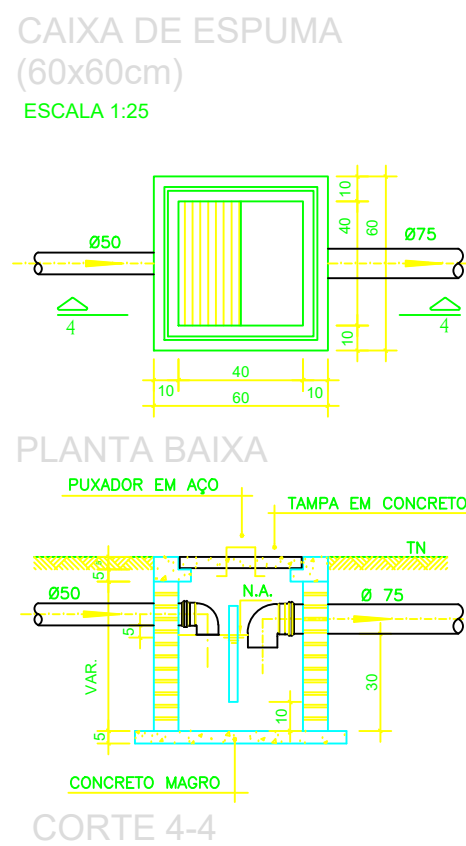 CAIXA DE ESPUMA
(60x60cm)
ESCALA 1:25
Ø50
Ø75
10
40
60
10
4
4
10
40
10
60
PLANTA BAIXA
PUXADOR EM AÇO
TAMPA EM CONCRETO
TN
5
Ø50
N.A.
Ø 75
5
VAR.
30
10
5
CONCRETO MAGRO
CORTE 4-4